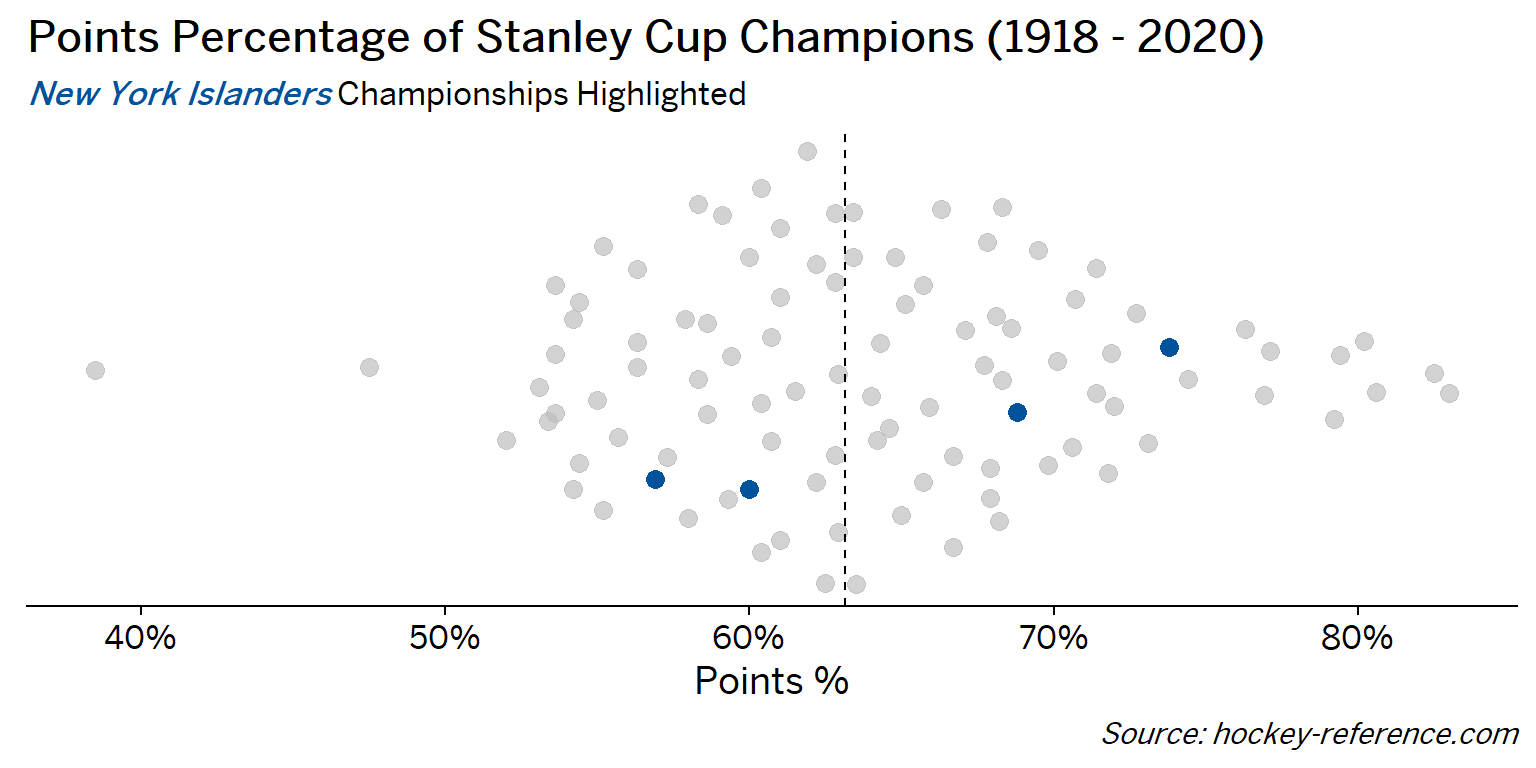 Points Percentage of Stanley Cup Champions (1918 - 2020)
New York Islanders Championships Highlighted
40% 50% 60% 70% 80%
Points %
Source: hockey-reference.com